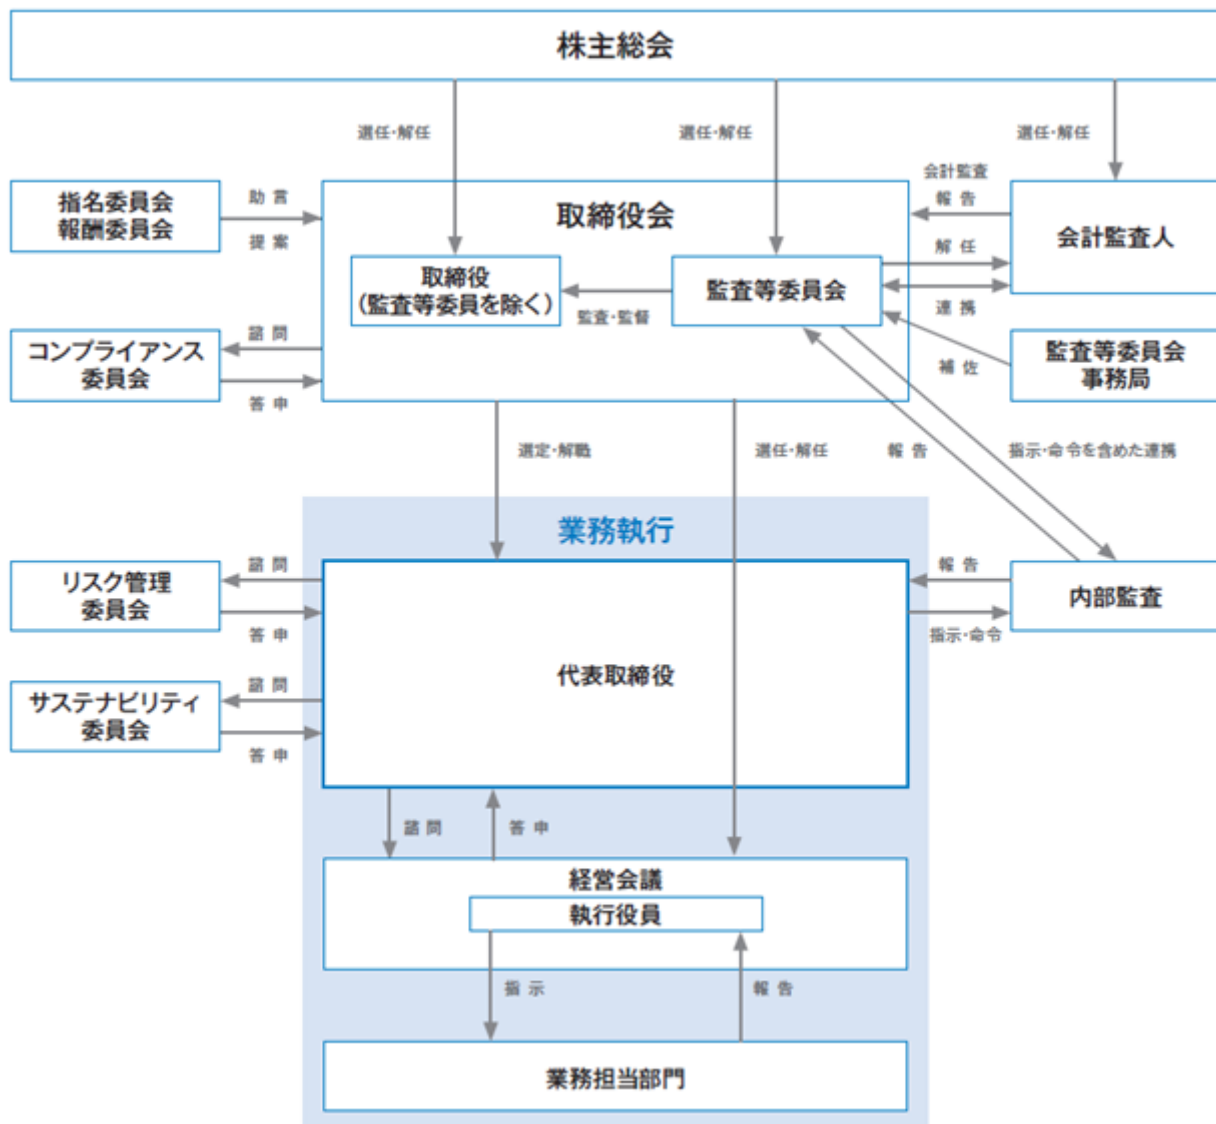 株主総会
選任・解任
選任・解任
選任・解任
指名委員会
報酬委員会
助言
提案
取締役会
会計監査
報告
会計監査人
解任
連携
取締役
（監査等委員を除く）
監査・監督
監査等委員会
コンプライアンス
委員会
諮問
答申
補佐
監査等委員会
事務局
選定・解職
選任・解任
報告
指示・命令を含めた連携
業務執行
リスク管理
委員会
諮問
答申
代表取締役
報告
指示・命令
内部監査
サステナビリティ
委員会
諮問
答申
諮問
答申
経営会議
執行役員
指示
報告
業務担当部門